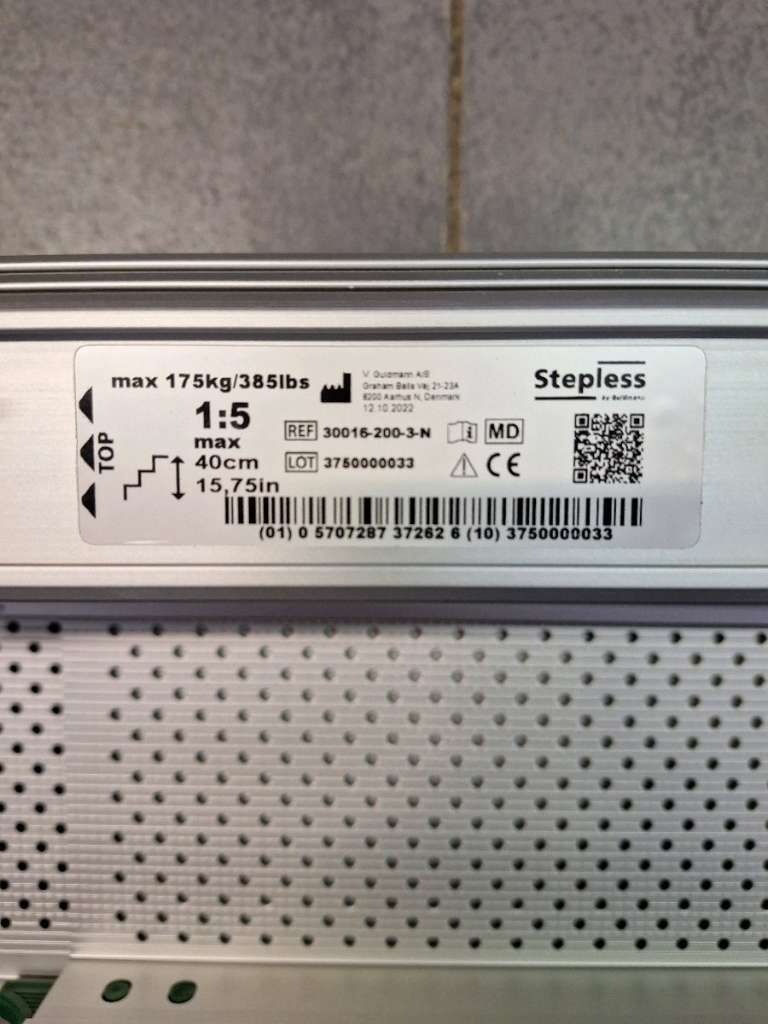 max 175kg/385lbs
1:5
max
40cm
15,75in
TOP
V. Guldmann A/S
Graham Bells Vej 21-23A
8200 Aarhus N, Denmark
12.10.2022
REF 30016-200-3-N
MD
LOT 3750000033
CE
Stepless
by Guldmann
(01) 0 5707287 37262 6 (10) 3750000033